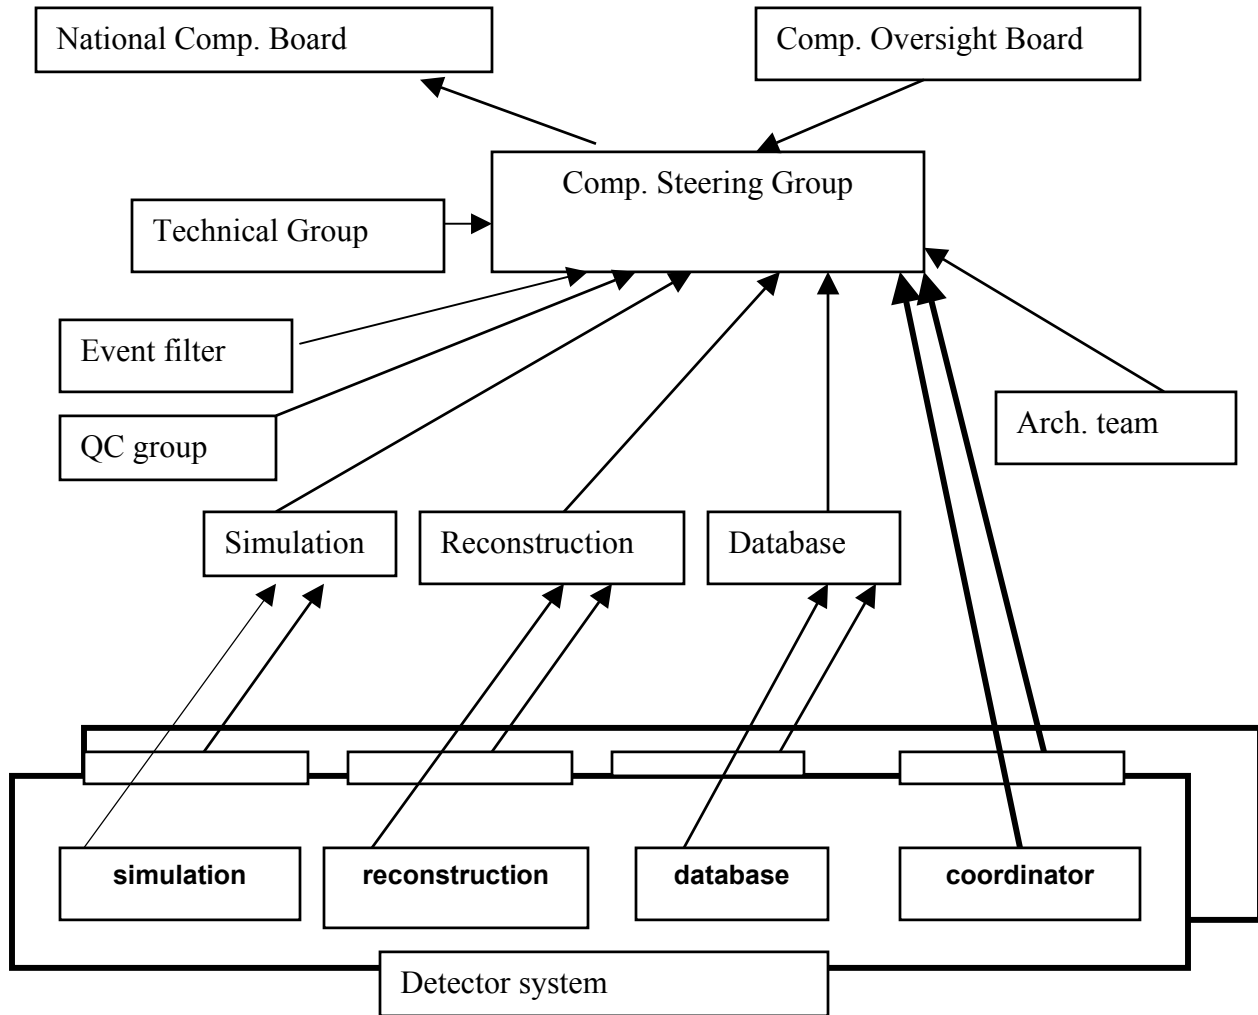 National Comp. Board
Comp. Oversight Board
Comp. Steering Group
Technical Group
Event filter
QC group
Arch. team
Simulation
Reconstruction
Database
simulation
reconstruction
database
coordinator
Detector system